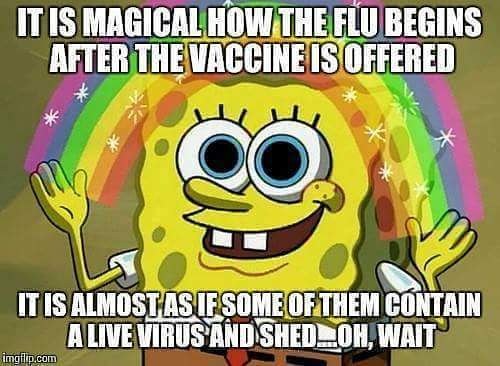 IT IS MAGICAL HOW THE FLU BEGINS
AFTER THE VACCINE IS OFFERED
IT IS ALMOST AS IF SOME OF THEM CONTAIN
A LIVE VIRUS AND SHED....OH, WAIT
imgflip.com